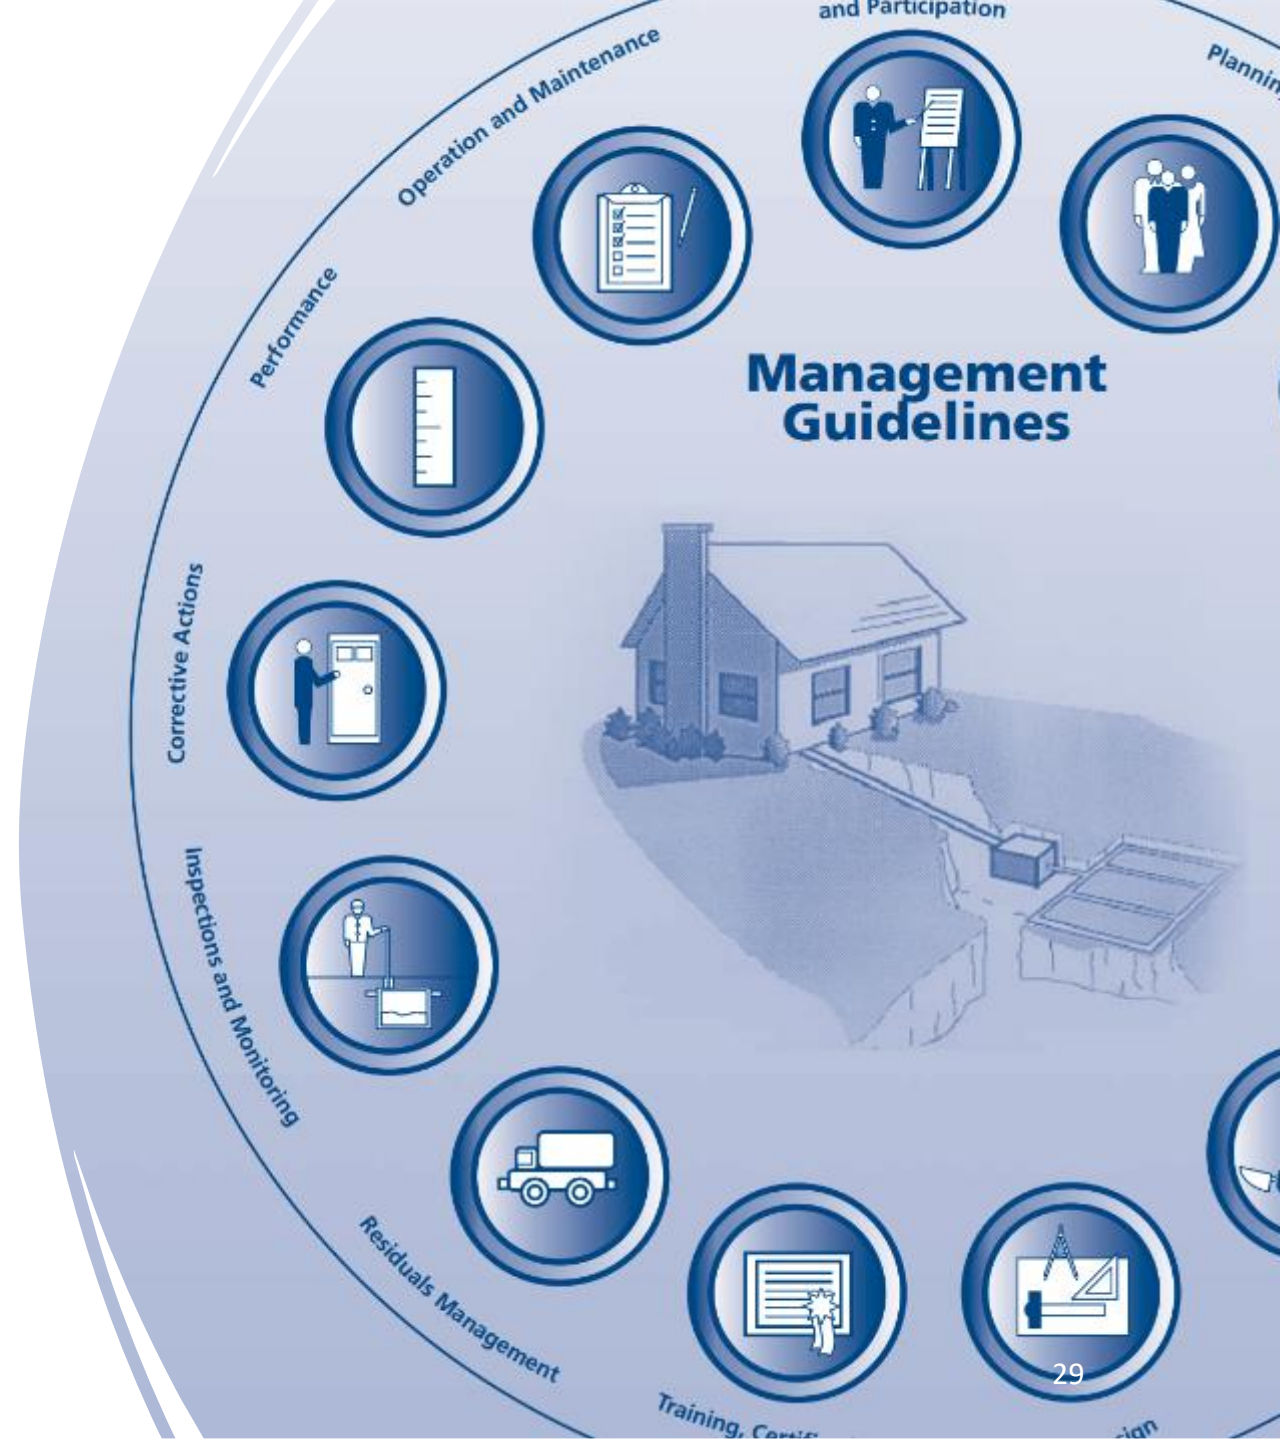 and Participation
Operation and Maintenance
Planning
Performance
Management
Guidelines
Corrective Actions
Inspections and Monitoring
Residuals Management
29
Training,